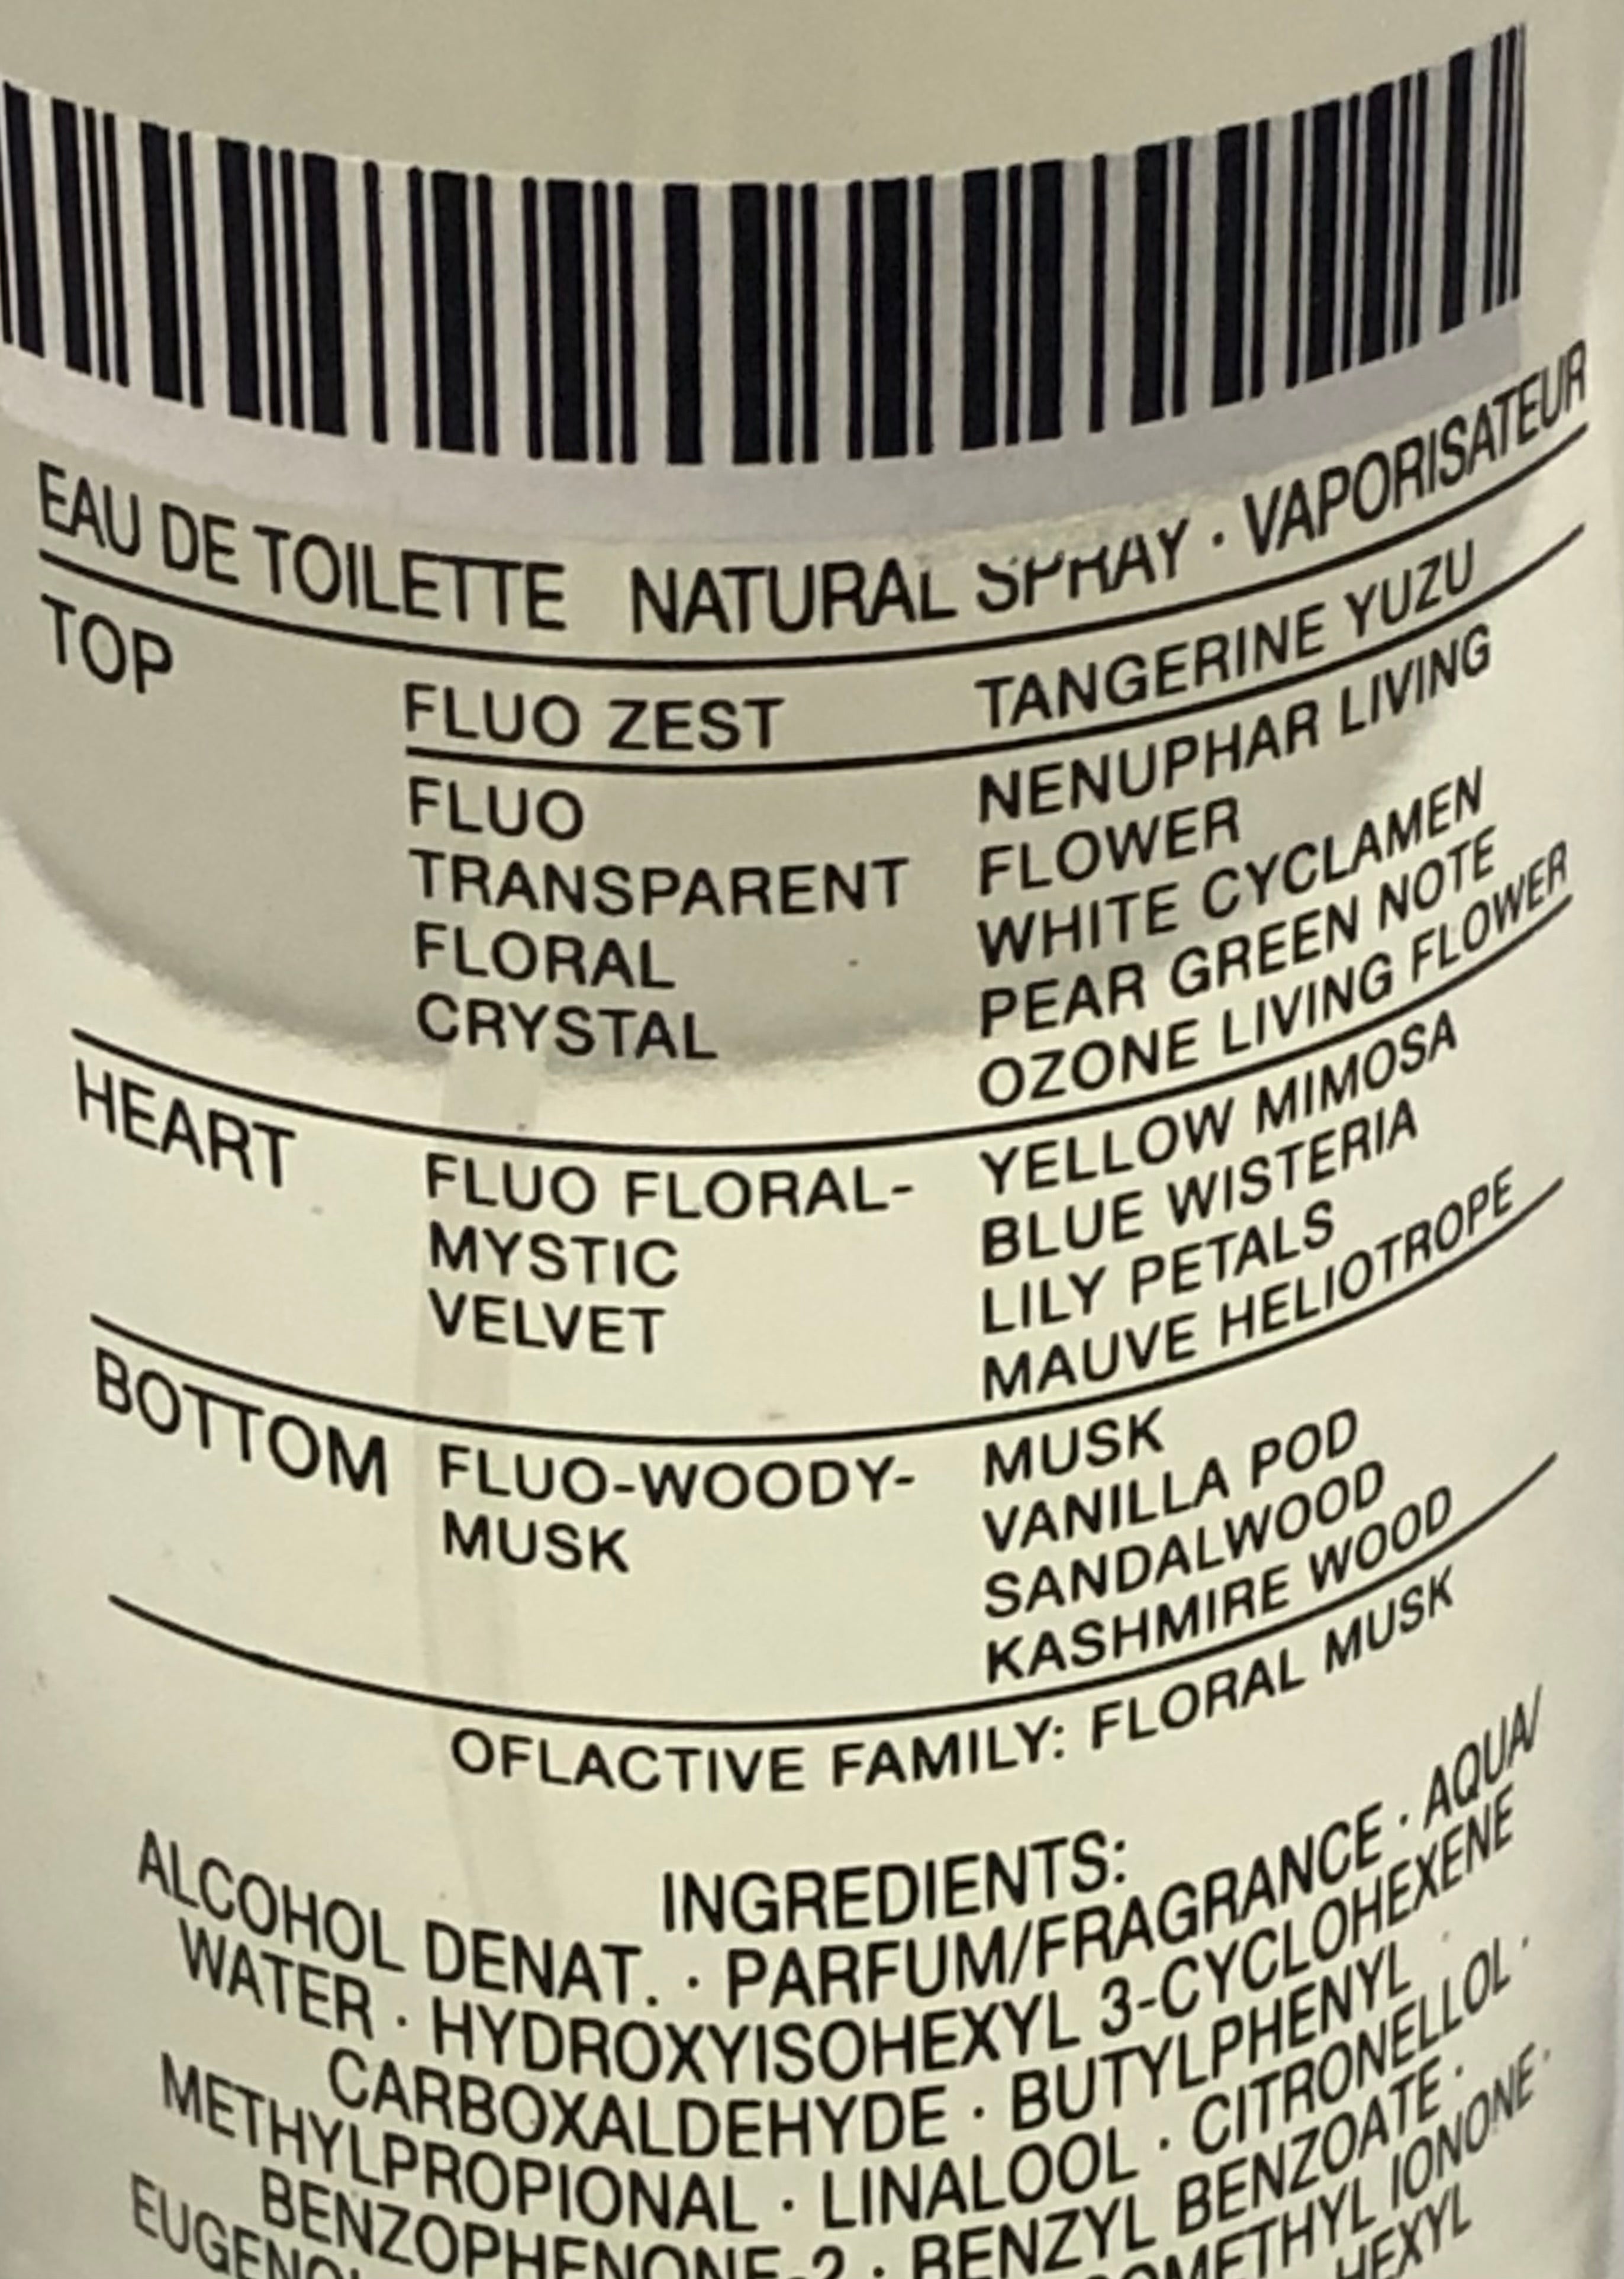 EAU DE TOILETTE NATURAL SPRAY · VAPORISATEUR
TOP
FLUO ZEST TANGERINE YUZU
FLUO NENUPHAR LIVING
TRANSPARENT FLOWER
FLORAL WHITE CYCLAMEN
CRYSTAL PEAR GREEN NOTE
OZONE LIVING FLOWER
HEART
FLUO FLORAL- YELLOW MIMOSA
MYSTIC BLUE WISTERIA
VELVET LILY PETALS
MAUVE HELIOTROPE
BOTTOM
FLUO-WOODY- MUSK
MUSK VANILLA POD
SANDALWOOD
KASHMIRE WOOD
OFLACTIVE FAMILY: FLORAL MUSK
INGREDIENTS:
ALCOHOL DENAT. · PARFUM/FRAGRANCE · AQUA/
WATER · HYDROXYISOHEXYL 3-CYCLOHEXENE
CARBOXALDEHYDE · BUTYLPHENYL
METHYLPROPIONAL · LINALOOL · CITRONELLOL ·
BENZOPHENONE-2 · BENZYL BENZOATE ·
IONONE ·
HEXYL